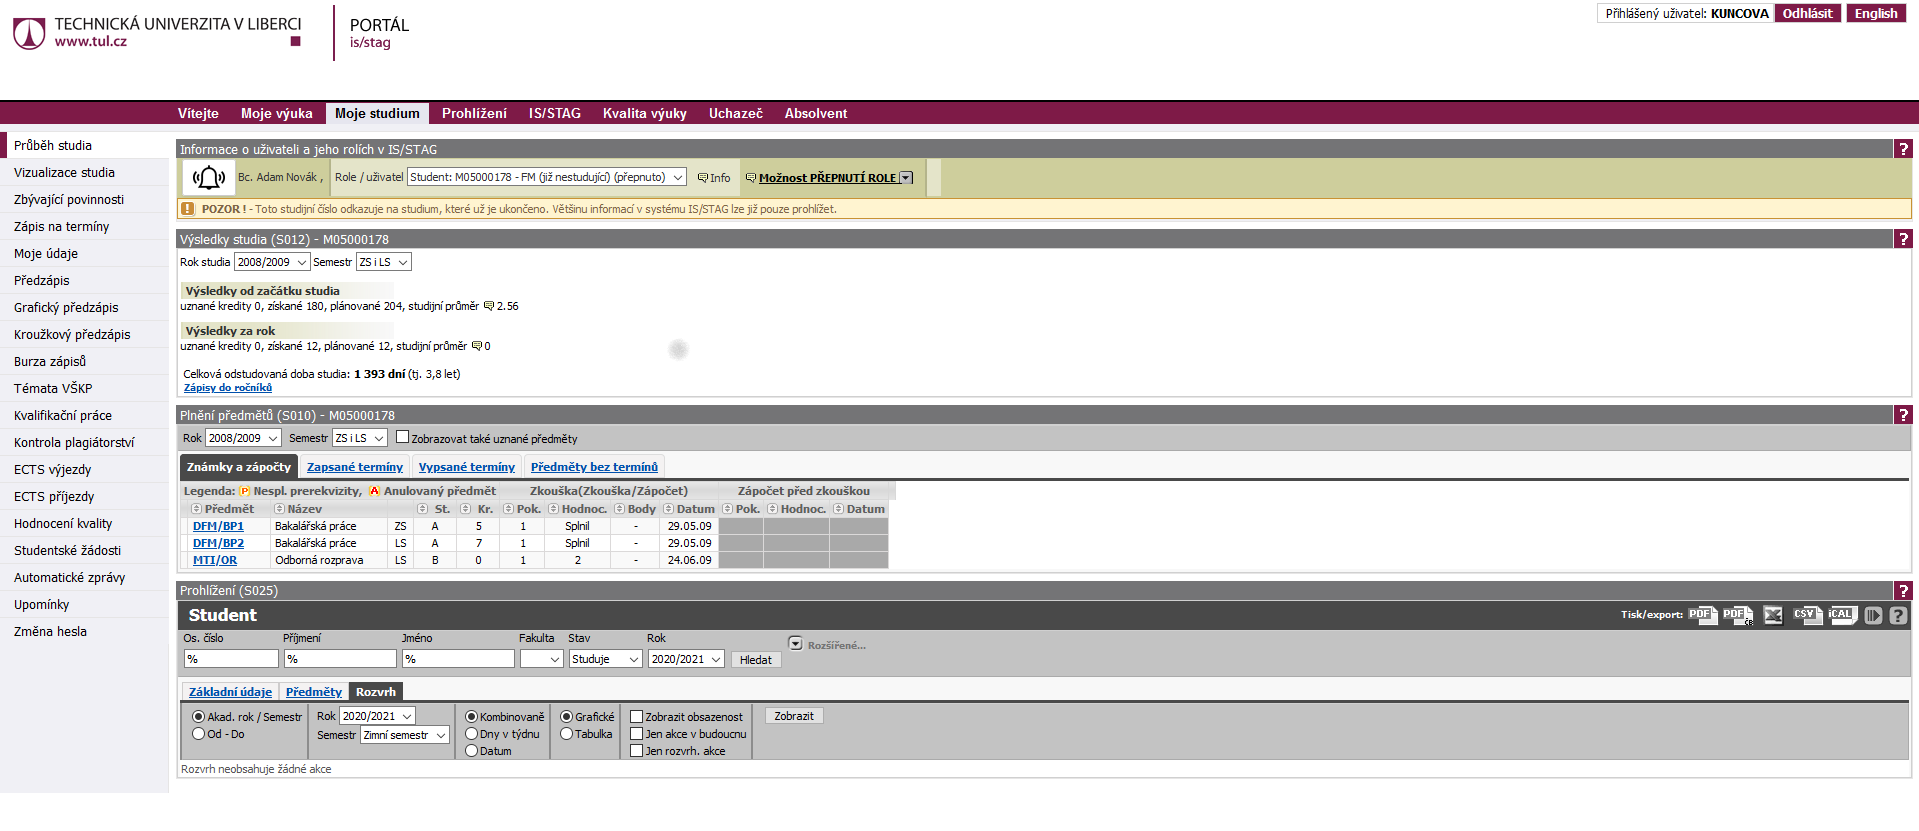 TECHNICKÁ UNIVERZITA V LIBERCI
www.tul.cz
PORTÁL
is/stag
Přihlášený uživatel: KUNCOVA Odhlásit English
Vítejte Moje výuka Moje studium Prohlížení IS/STAG Kvalita výuky Uchazeč Absolvent
Průběh studia
Vizualizace studia
Zbývající povinnosti
Zápis na termíny
Moje údaje
Předzápis
Grafický předzápis
Kroužkový předzápis
Burza zápisů
Témata VŠKP
Kvalifikační práce
Kontrola plagiátorství
ECTS výjezdy
ECTS příjezdy
Hodnocení kvality
Studentské žádosti
Automatické zprávy
Upomínky
Změna hesla
Informace o uživateli a jeho rolích v IS/STAG ?
Bc. Adam Novák , Role / uživatel Student: M05000178 - FM (již nestudující) (přepnuto) Info Možnost PŘEPNUTÍ ROLE
! POZOR ! - Toto studijní číslo odkazuje na studium, které už je ukončeno. Většinu informací v systému IS/STAG lze již pouze prohlížet.
Výsledky studia (S012) - M05000178 ?
Rok studia 2008/2009 Semestr ZS i LS
Výsledky od začátku studia
uznané kredity 0, získané 180, plánované 204, studijní průměr 2.56
Výsledky za rok
uznané kredity 0, získané 12, plánované 12, studijní průměr 0
Celková odstudovaná doba studia: 1 393 dní (tj. 3,8 let)
Zápisy do ročníků
Plnění předmětů (S010) - M05000178 ?
Rok 2008/2009 Semestr ZS i LS Zobrazovat také uznané předměty
Známky a zápočty Zapsané termíny Vypsané termíny Předměty bez termínů
Legenda: P Nespl. prerekvizity, A Anulovaný předmět Zkouška(Zkouška/Zápočet) Zápočet před zkouškou
Předmět Název St. Kr. Pok. Hodnoc. Body Datum Pok. Hodnoc. Datum
DFM/BP1 Bakalářská práce ZS A 5 1 Splnil - 29.05.09
DFM/BP2 Bakalářská práce LS A 7 1 Splnil - 29.05.09
MTI/OR Odborná rozprava LS B 0 1 2 - 24.06.09
Prohlížení (S025) ?
Student Tisk/export: PDF PDF ČB CSV iCAL ?
Os. číslo Příjmení Jméno Fakulta Stav Rok
% % % Studuje 2020/2021 Hledat Rozšířené...
Základní údaje Předměty Rozvrh
Akad. rok / Semestr Rok 2020/2021 Kombinovaně Grafické Zobrazit obsazenost Zobrazit
Od - Do Semestr Zimní semestr Dny v týdnu Tabulka Jen akce v budoucnu
Datum Jen rozvrh. akce
Rozvrh neobsahuje žádné akce